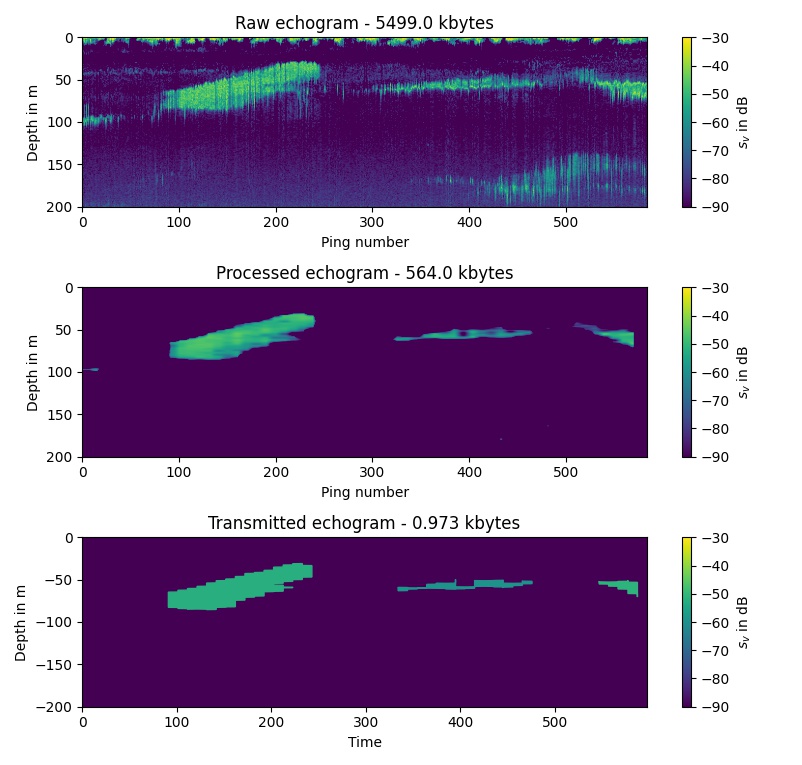 Raw echogram - 5499.0 kbytes
0
50
100
150
200
Depth in m
0 100 200 300 400 500
Ping number
−30
−40
−50
−60
−70
−80
−90
sv in dB
Processed echogram - 564.0 kbytes
0
50
100
150
200
Depth in m
0 100 200 300 400 500
Ping number
−30
−40
−50
−60
−70
−80
−90
sv in dB
Transmitted echogram - 0.973 kbytes
0
−50
−100
−150
−200
Depth in m
0 100 200 300 400 500
Time
−30
−40
−50
−60
−70
−80
−90
sv in dB